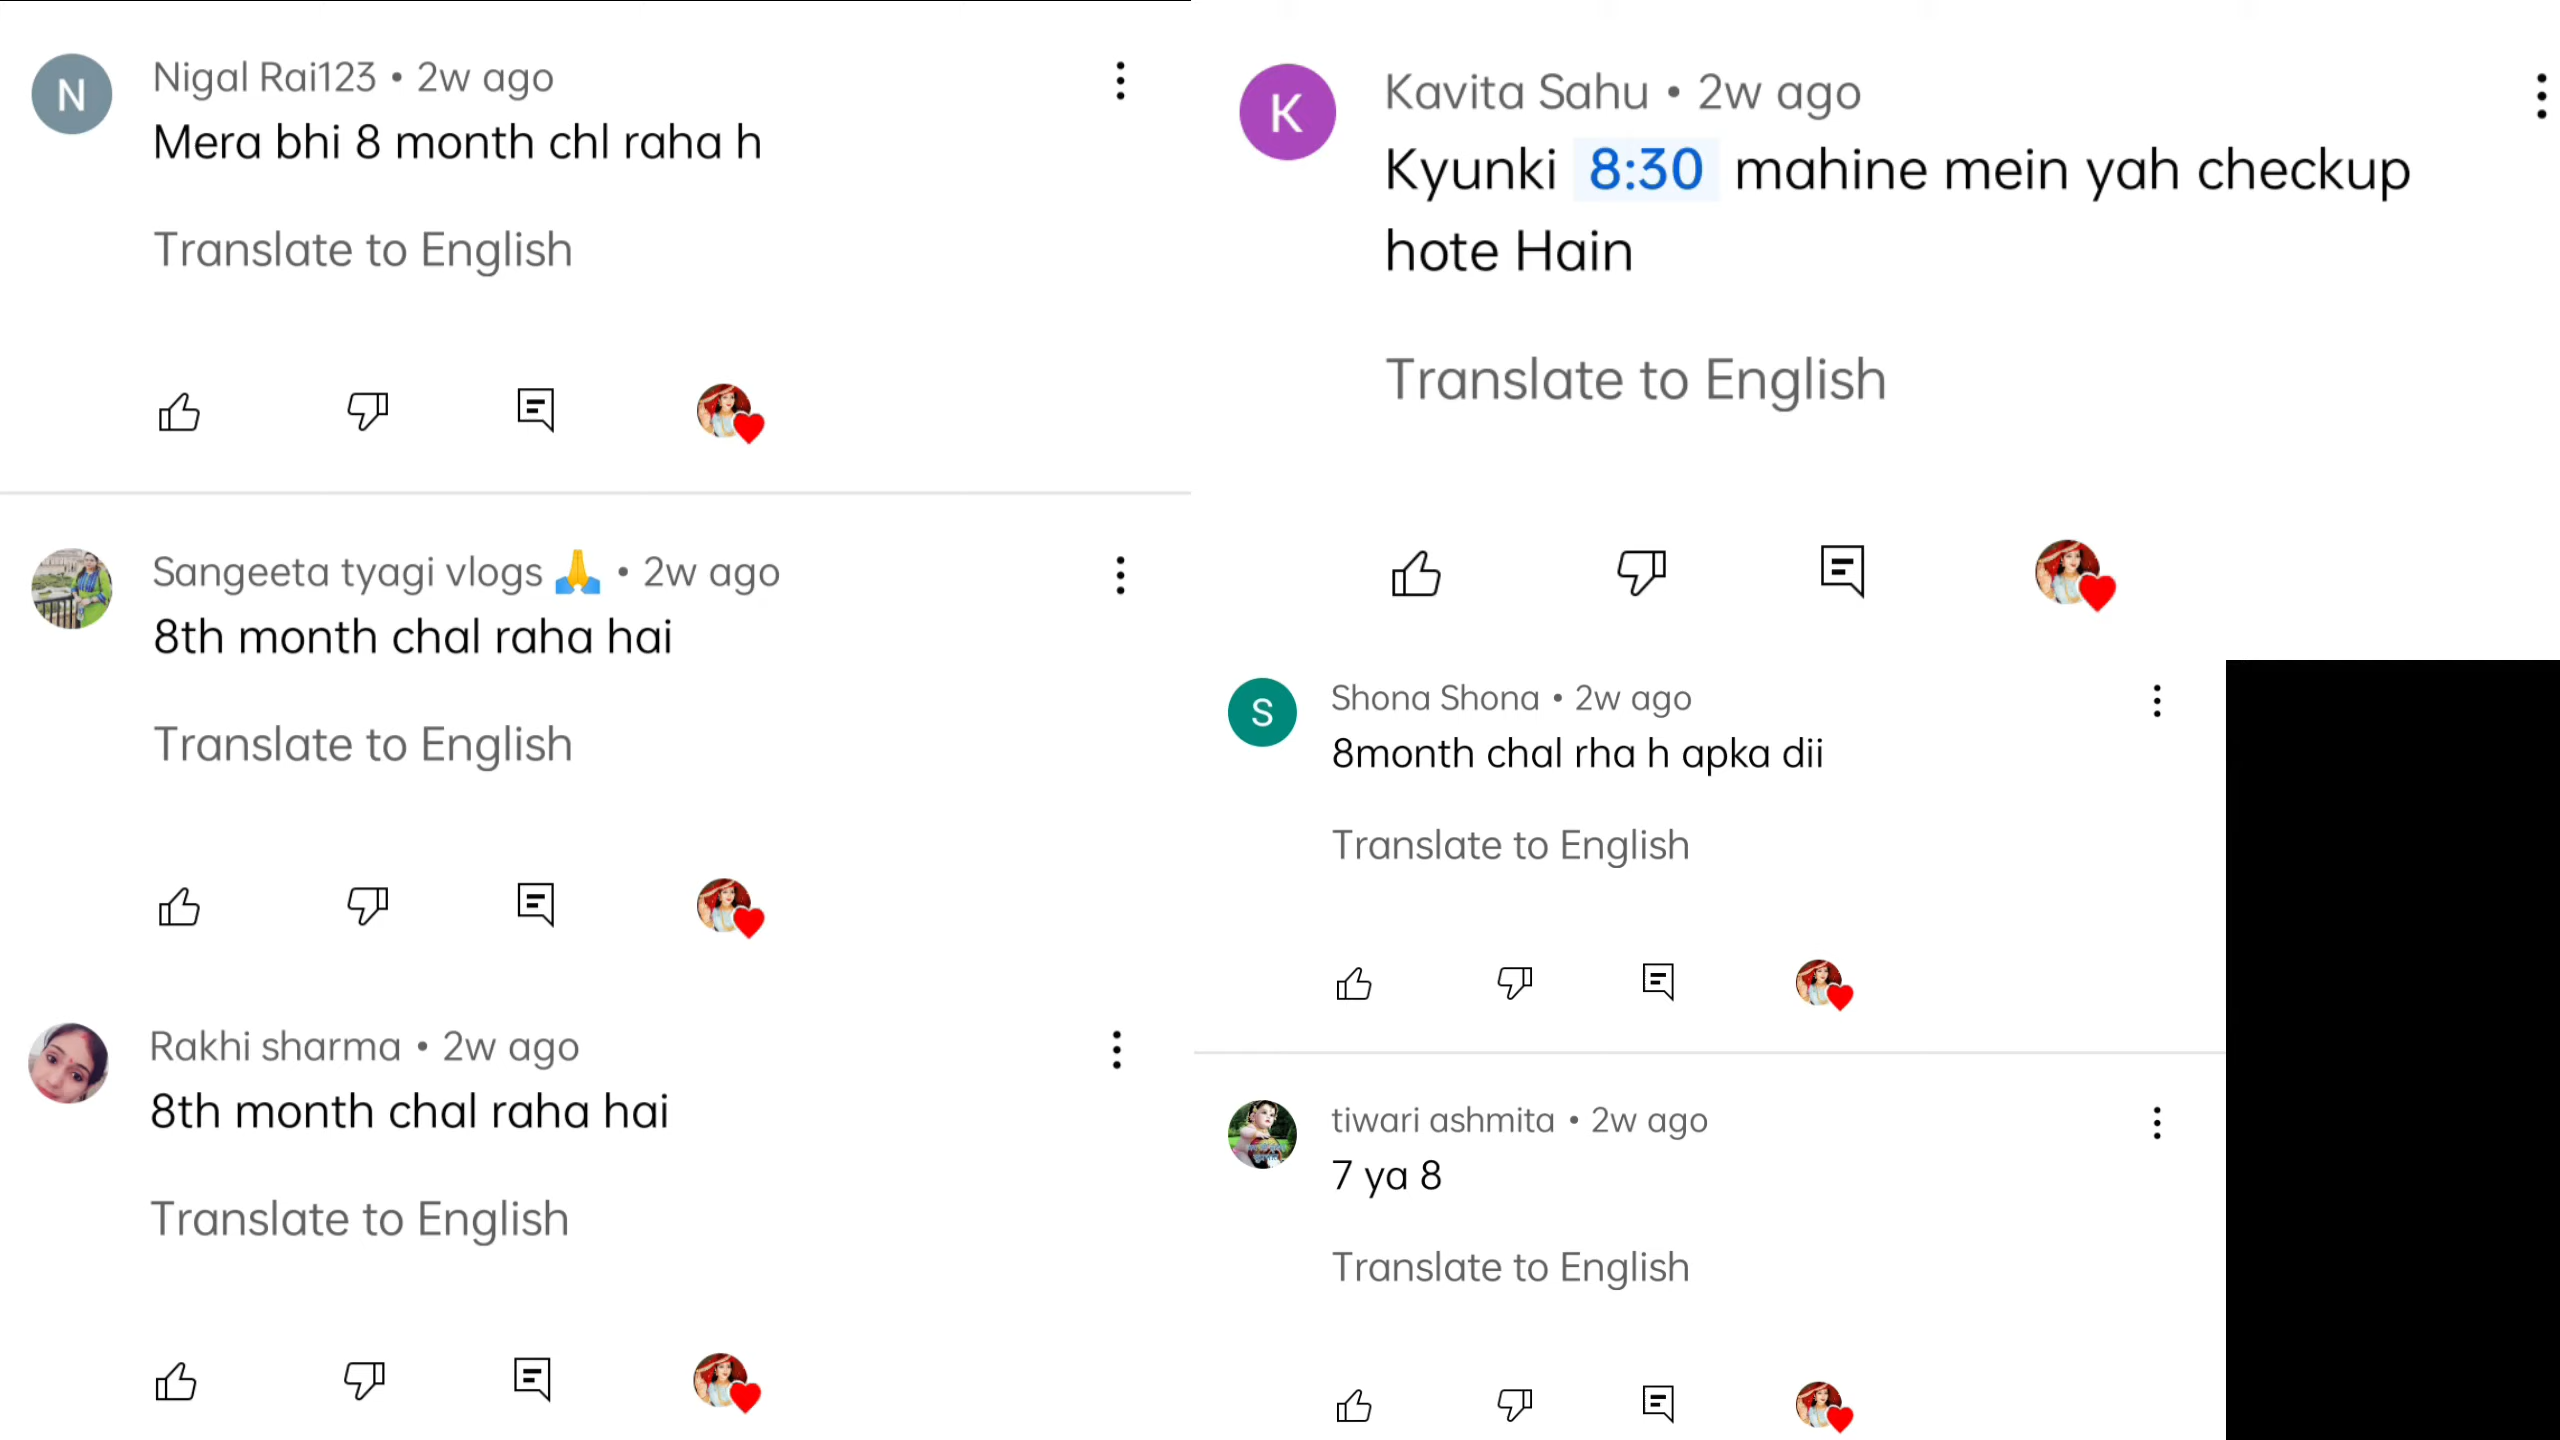 N
Nigal Rai123 • 2w ago
Mera bhi 8 month chl raha h
Translate to English
Sangeeta tyagi vlogs 🙏 • 2w ago
8th month chal raha hai
Translate to English
Rakhi sharma • 2w ago
8th month chal raha hai
Translate to English
K
Kavita Sahu • 2w ago
Kyunki 8:30 mahine mein yah checkup
hote Hain
Translate to English
S
Shona Shona • 2w ago
8month chal rha h apka dii
Translate to English
tiwari ashmita • 2w ago
7 ya 8
Translate to English